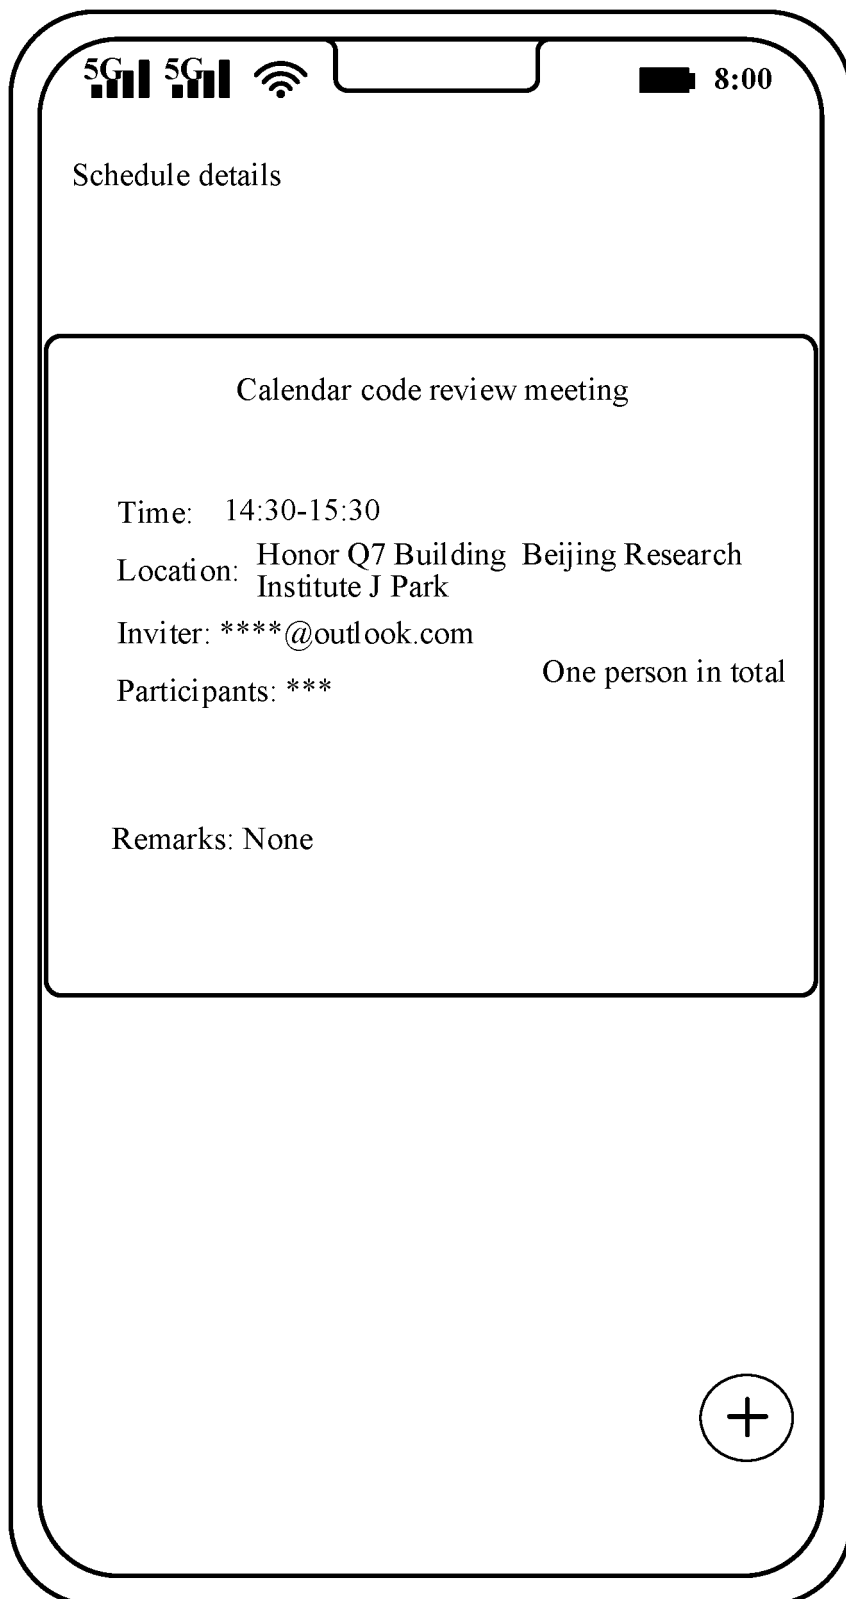 5G 5G 8:00
Schedule details
Calendar code review meeting
Time: 14:30-15:30
Location: Honor Q7 Building Beijing Research
Institute J Park
Inviter: ****@outlook.com
One person in total
Participants: ***
Remarks: None